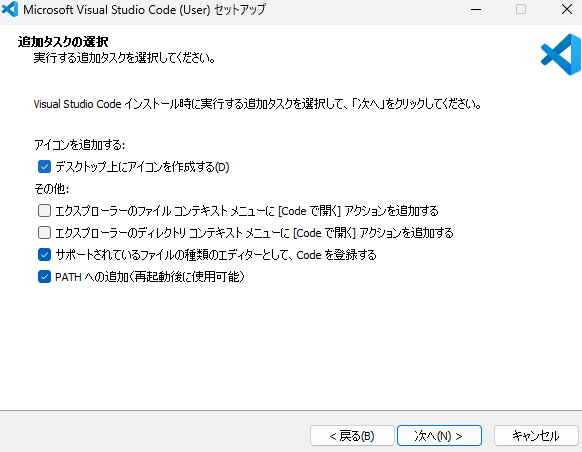 Microsoft Visual Studio Code (User) セットアップ
追加タスクの選択
実行する追加タスクを選択してください。
Visual Studio Code インストール時に実行する追加タスクを選択して、「次へ」をクリックしてください。
アイコンを追加する:
デスクトップ上にアイコンを作成する(D)
その他:
エクスプローラーのファイル コンテキスト メニューに [Code で開く] アクションを追加する
エクスプローラーのディレクトリ コンテキスト メニューに [Code で開く] アクションを追加する
サポートされているファイルの種類のエディターとして、Code を登録する
PATH への追加（再起動後に使用可能）
< 戻る(B) 次へ(N) > キャンセル